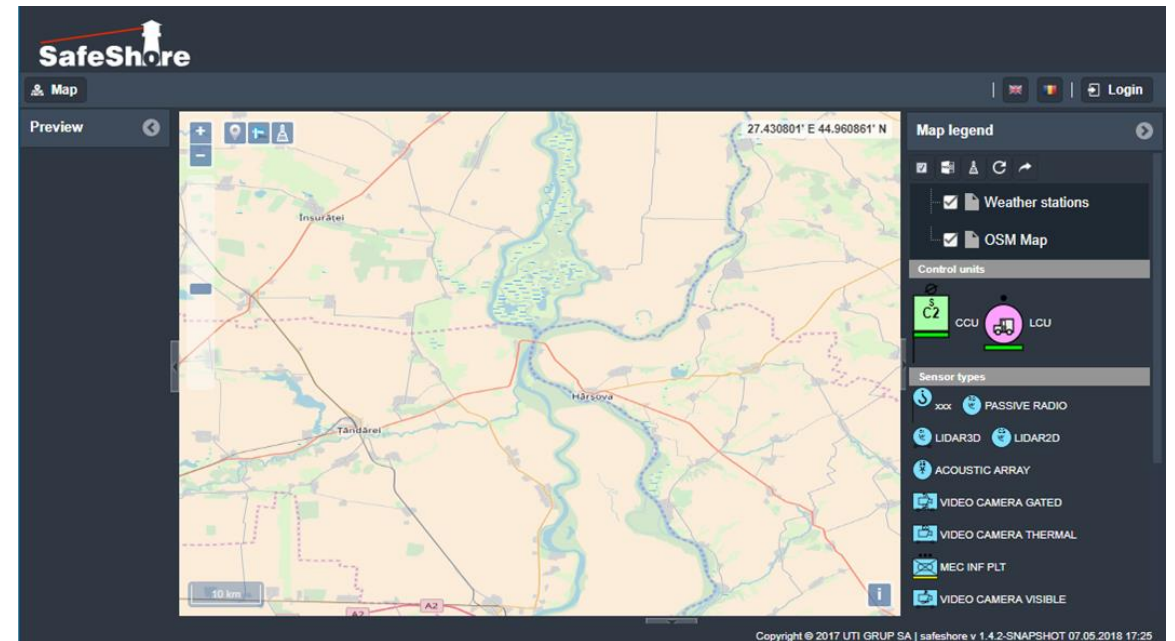 SafeShore
Map
Login
Preview
27.430801' E 44.960861' N
Map legend
Weather stations
OSM Map
Însurăței
Control units
S
C2
CCU
LCU
Sensor types
Hârșova
xxx
PASSIVE RADIO
Țăndărei
LIDAR3D
LIDAR2D
ACOUSTIC ARRAY
VIDEO CAMERA GATED
VIDEO CAMERA THERMAL
MEC INF PLT
10 km
VIDEO CAMERA VISIBLE
A2
A2
Copyright © 2017 UTI GRUP SA | safeshore v 1.4.2-SNAPSHOT 07.05.2018 17:25